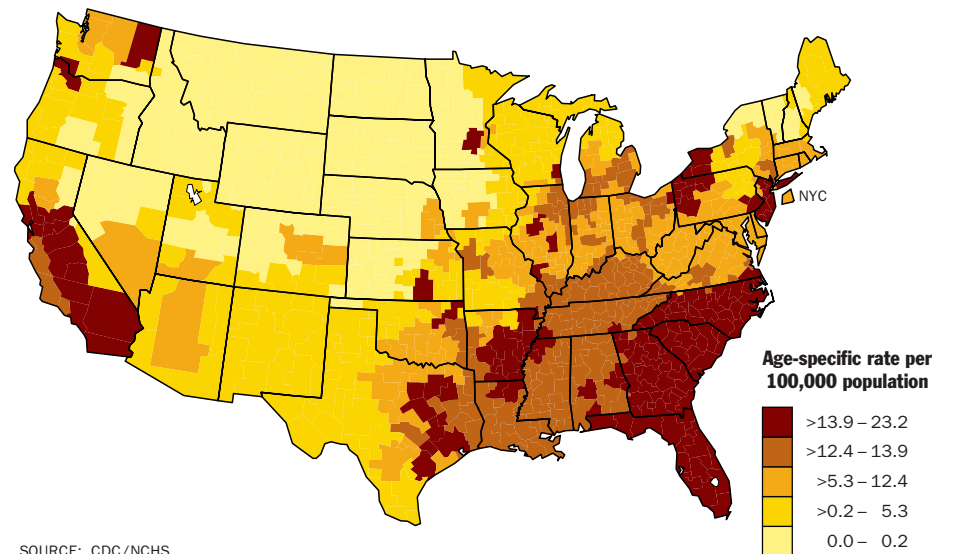 NYC
Age-specific rate per
100,000 population
>13.9 – 23.2
>12.4 – 13.9
>5.3 – 12.4
>0.2 – 5.3
0.0 – 0.2
SOURCE: CDC/NCHS